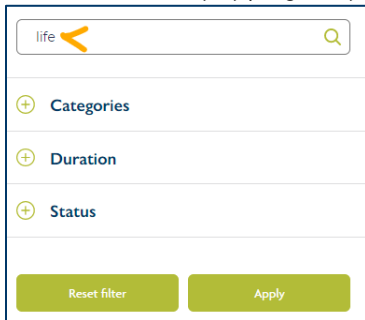 life
Categories
Duration
Status
Reset filter
Apply